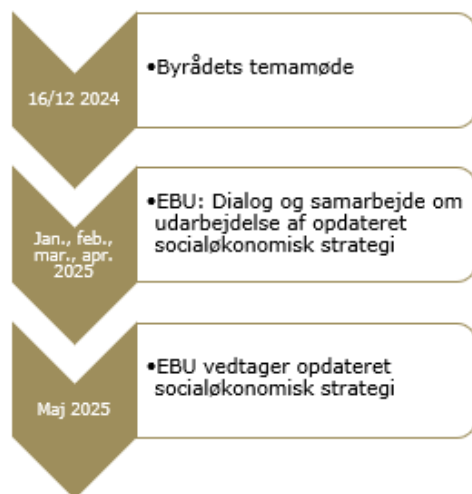 16/12 2024
•Byrådets temamøde
Jan., feb.,
mar., apr.
2025
•EBU: Dialog og samarbejde om
udarbejdelse af opdateret
socialøkonomisk strategi
Maj 2025
•EBU vedtager opdateret
socialøkonomisk strategi